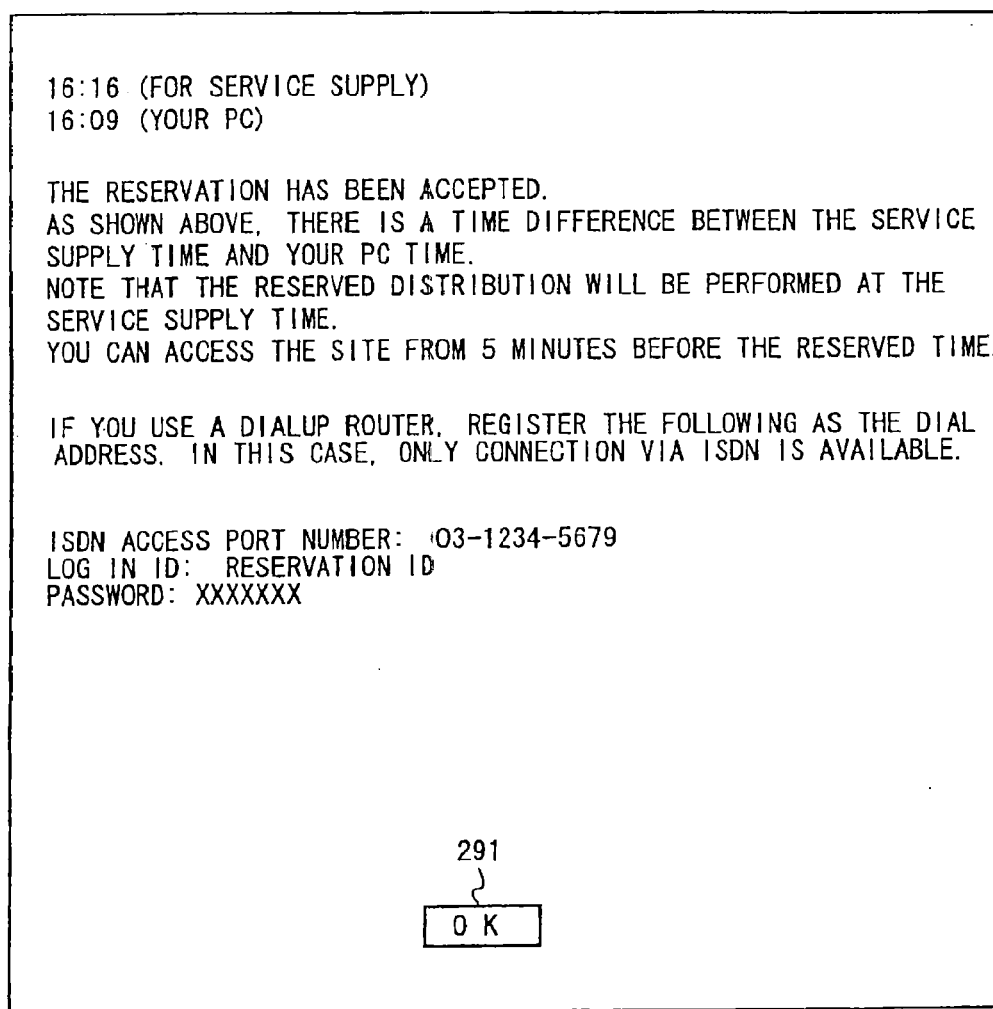 16:16 (FOR SERVICE SUPPLY)
16:09 (YOUR PC)
THE RESERVATION HAS BEEN ACCEPTED.
AS SHOWN ABOVE, THERE IS A TIME DIFFERENCE BETWEEN THE SERVICE
SUPPLY TIME AND YOUR PC TIME.
NOTE THAT THE RESERVED DISTRIBUTION WILL BE PERFORMED AT THE
SERVICE SUPPLY TIME.
YOU CAN ACCESS THE SITE FROM 5 MINUTES BEFORE THE RESERVED TIME.
IF YOU USE A DIALUP ROUTER, REGISTER THE FOLLOWING AS THE DIAL
ADDRESS. IN THIS CASE, ONLY CONNECTION VIA ISDN IS AVAILABLE.
ISDN ACCESS PORT NUMBER: 03-1234-5679
LOG IN ID: RESERVATION ID
PASSWORD: XXXXXXX
291
OK